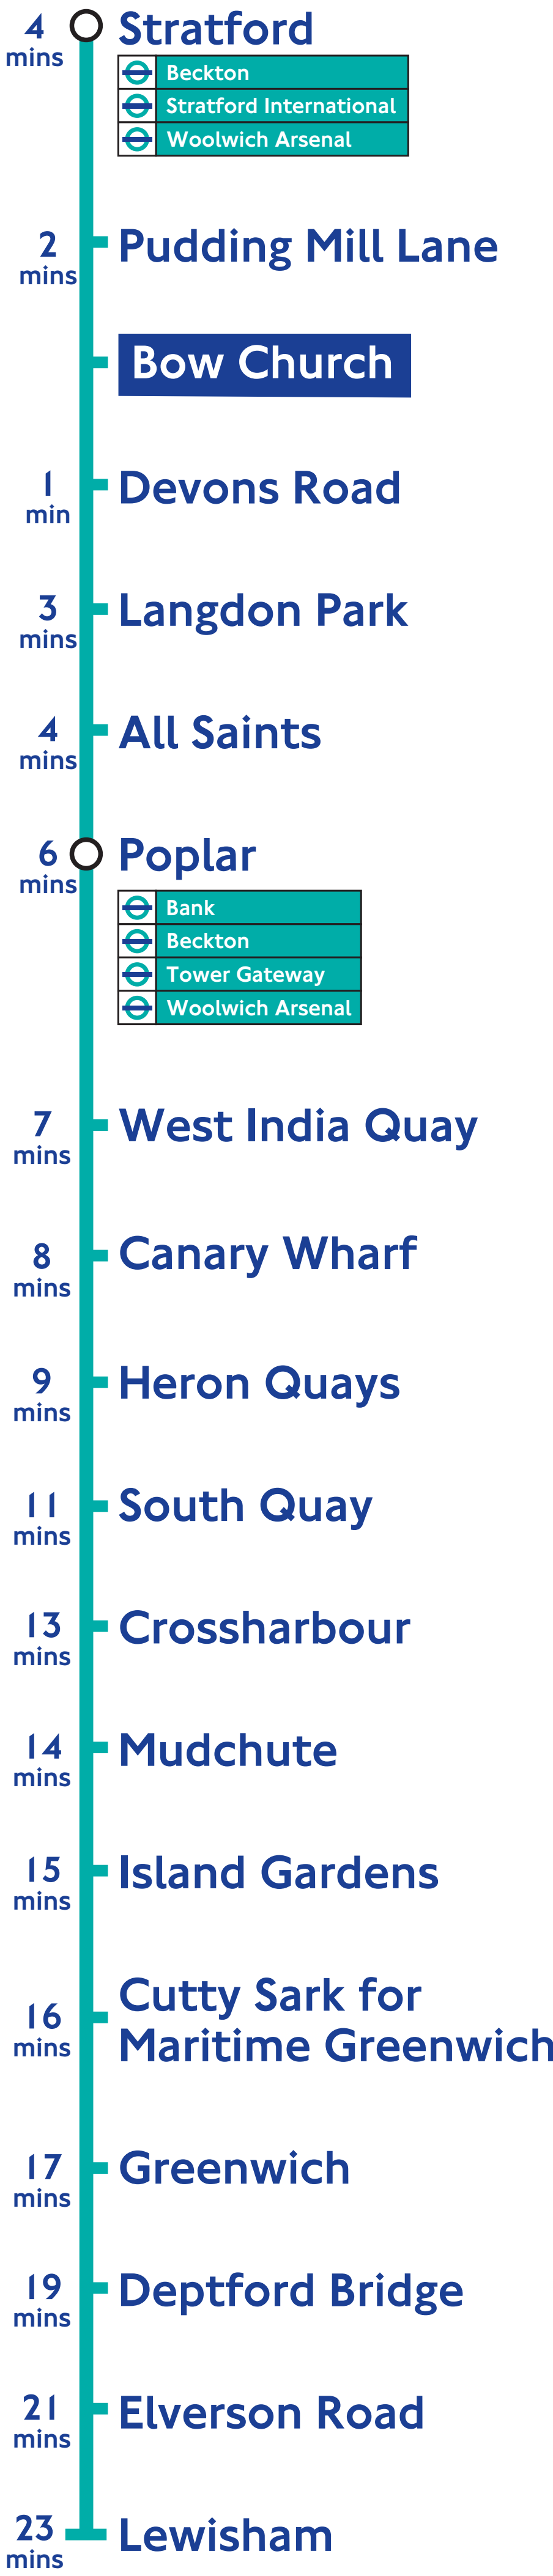 4
mins
Stratford
Beckton
Stratford International
Woolwich Arsenal
2
mins
Pudding Mill Lane
Bow Church
1
min
Devons Road
3
mins
Langdon Park
4
mins
All Saints
6
mins
Poplar
Bank
Beckton
Tower Gateway
Woolwich Arsenal
7
mins
West India Quay
8
mins
Canary Wharf
9
mins
Heron Quays
11
mins
South Quay
13
mins
Crossharbour
14
mins
Mudchute
15
mins
Island Gardens
16
mins
Cutty Sark for
Maritime Greenwich
17
mins
Greenwich
19
mins
Deptford Bridge
21
mins
Elverson Road
23
mins
Lewisham